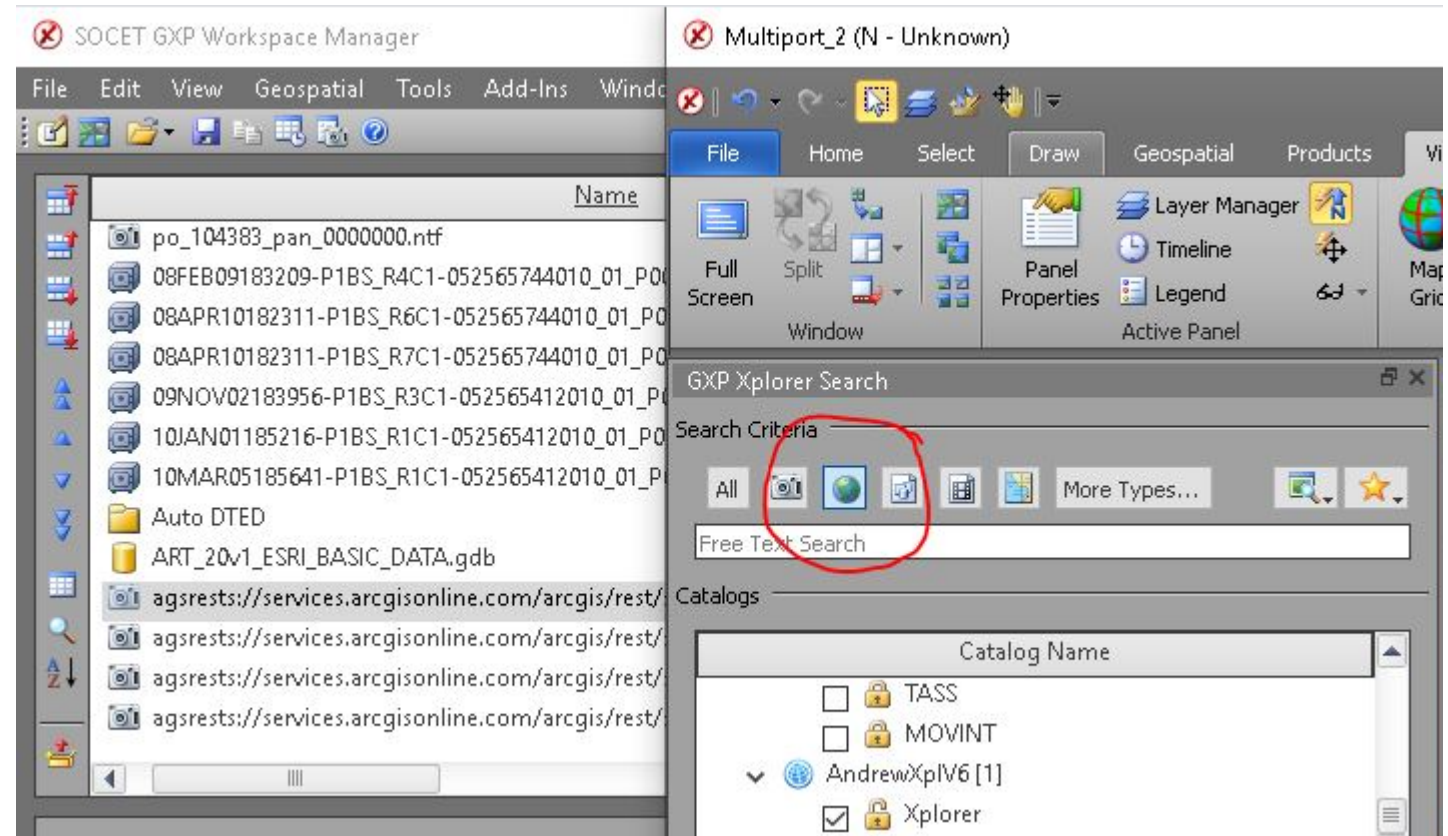 SOCET GXP Workspace Manager
File Edit View Geospatial Tools Add-Ins Windo
Name
po_104383_pan_0000000.ntf
08FEB09183209-P1BS_R4C1-052565744010_01_P00
08APR10182311-P1BS_R6C1-052565744010_01_P0
08APR10182311-P1BS_R7C1-052565744010_01_P0
09NOV02183956-P1BS_R3C1-052565412010_01_P
10JAN01185216-P1BS_R1C1-052565412010_01_P0
10MAR05185641-P1BS_R1C1-052565412010_01_P
Auto DTED
ART_20v1_ESRI_BASIC_DATA.gdb
agsrests://services.arcgisonline.com/arcgis/rest/
agsrests://services.arcgisonline.com/arcgis/rest/
agsrests://services.arcgisonline.com/arcgis/rest/
agsrests://services.arcgisonline.com/arcgis/rest/
Multiport_2 (N - Unknown)
File Home Select Draw Geospatial Products Vi
Full Screen
Split
Window
Panel Properties
Layer Manager
Timeline
Legend
Active Panel
Map
Grid
GXP Xplorer Search
Search Criteria
All More Types...
Free Text Search
Catalogs
Catalog Name
TASS
MOVINT
AndrewXplV6 [1]
Xplorer